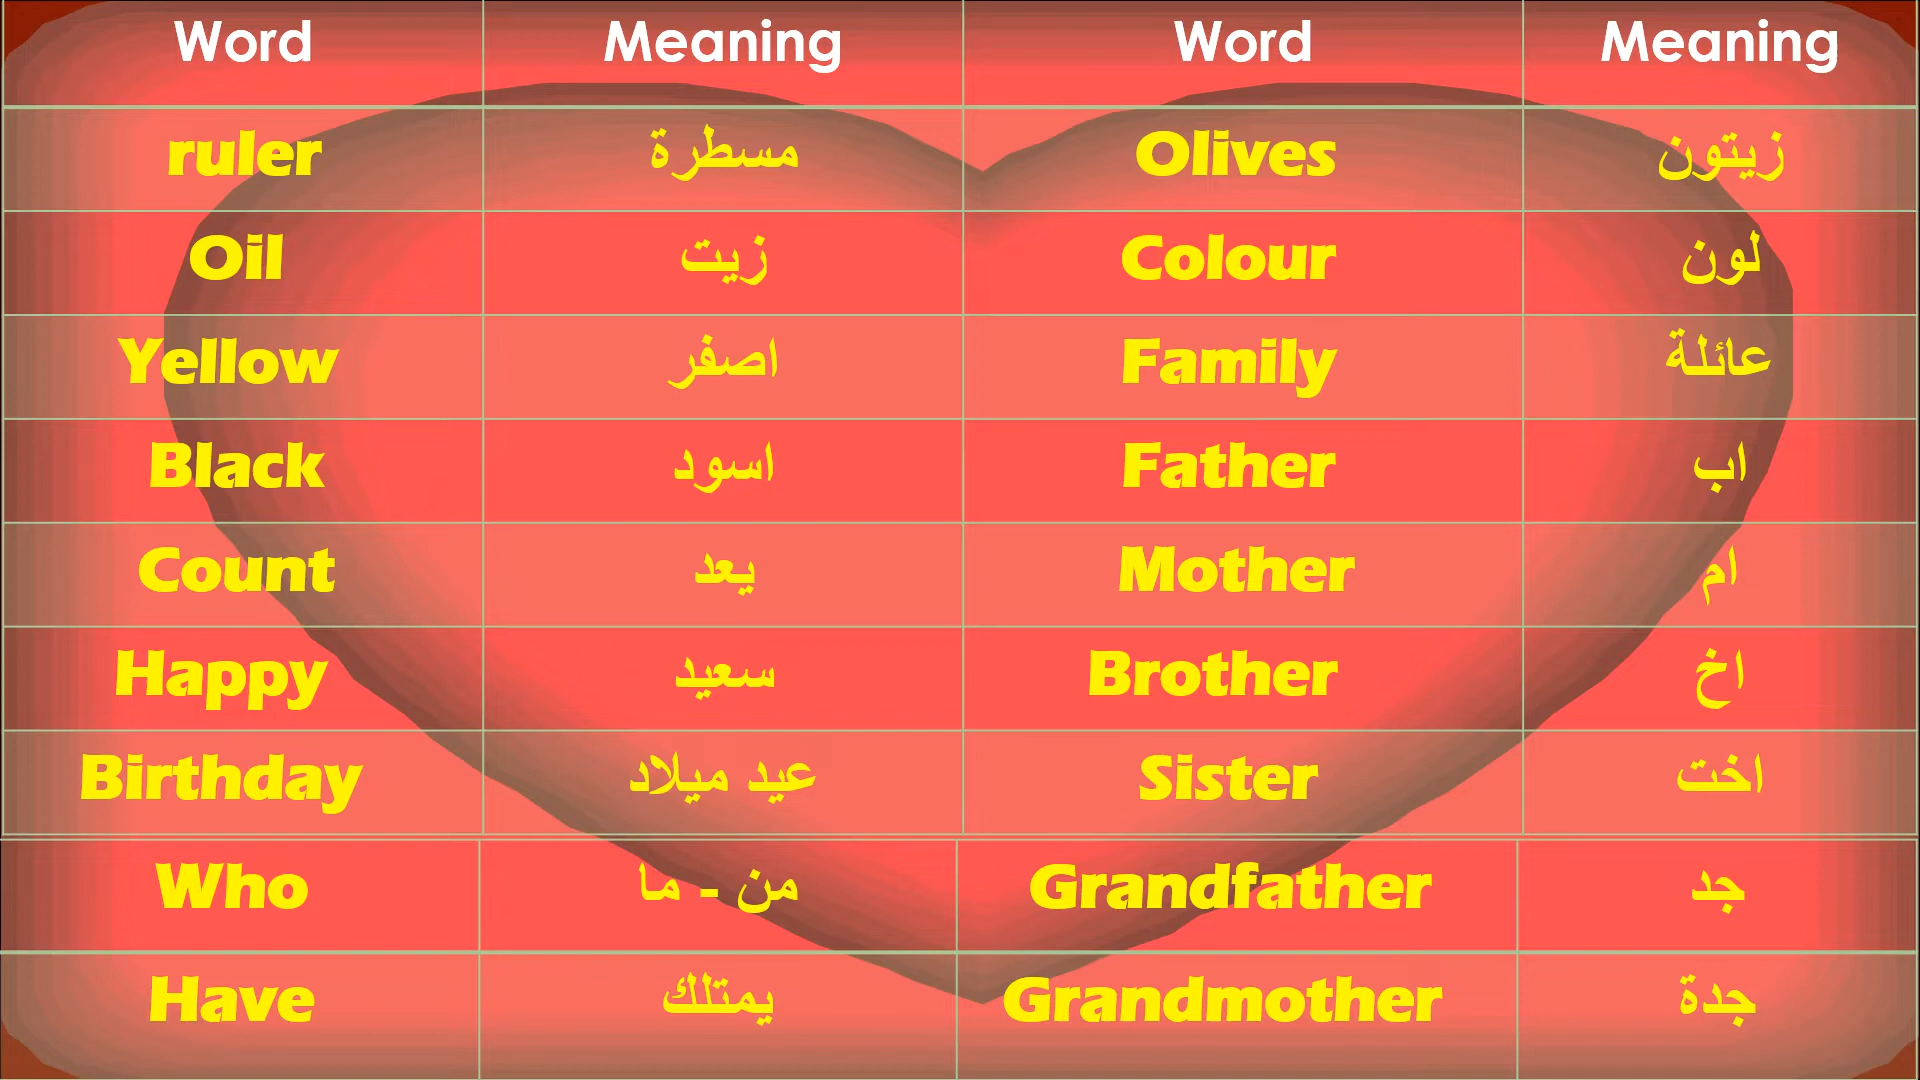 Word Meaning Word Meaning
ruler مسطرة Olives زيتون
Oil زيت Colour لون
Yellow اصفر Family عائلة
Black اسود Father اب
Count يعد Mother ام
Happy سعيد Brother اخ
Birthday عيد ميلاد Sister اخت
Who من - ما Grandfather جد
Have يمتلك Grandmother جدة